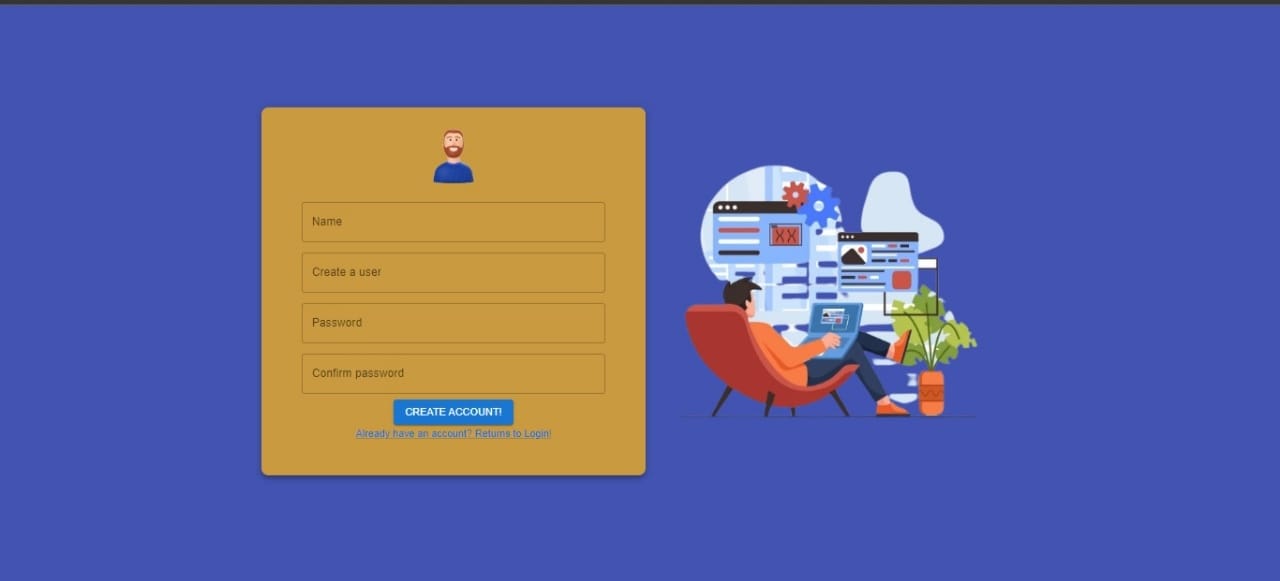 Name
Create a user
Password
Confirm password
CREATE ACCOUNT!
Already have an account? Returns to Login!